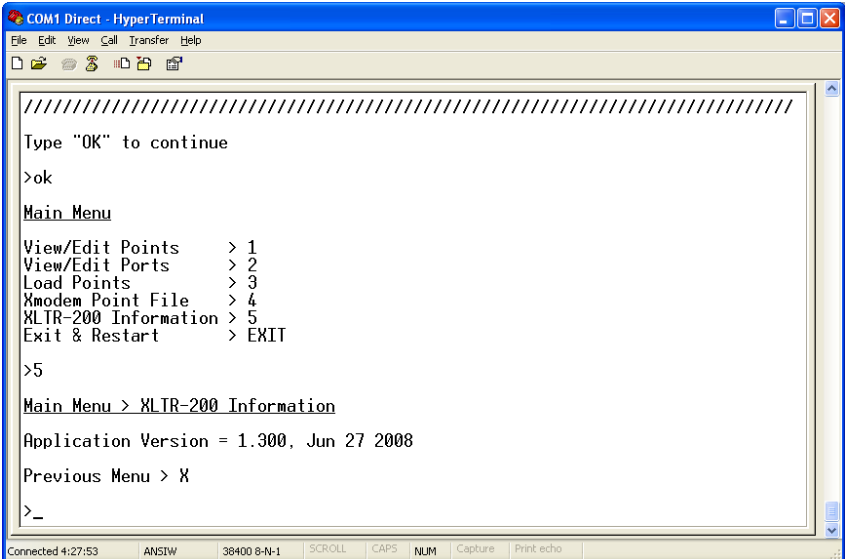 COM1 Direct - HyperTerminal
File Edit View Call Transfer Help
///////////////////////////////////////////////////////////////////////////////
Type "OK" to continue
>ok
Main Menu
View/Edit Points > 1
View/Edit Ports > 2
Load Points > 3
Xmodem Point File > 4
XLTR-200 Information > 5
Exit & Restart > EXIT
>5
Main Menu > XLTR-200 Information
Application Version = 1.300, Jun 27 2008
Previous Menu > X
>_
Connected 4:27:53 ANSIW 38400 8-N-1 SCROLL CAPS NUM Capture Print echo